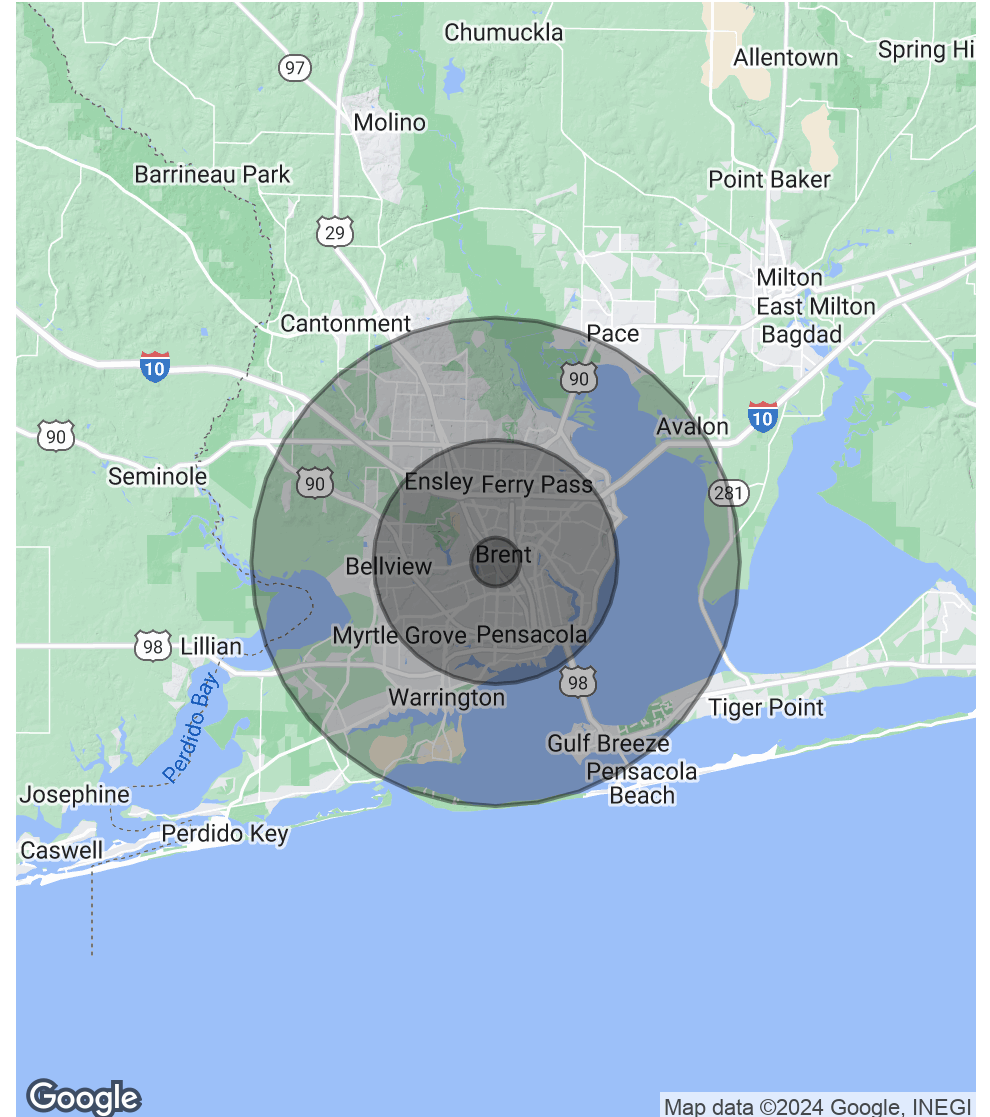 Chumuckla
Allentown
Spring Hi
97
Molino
Barrineau Park
Point Baker
29
Milton
East Milton
Cantonment
Pace
Bagdad
10
90
10
Avalon
90
Seminole
90
Ensley
Ferry Pass
281
Brent
Bellview
Myrtle Grove
Pensacola
98
Lillian
98
Warrington
Perdido Bay
Tiger Point
Gulf Breeze
Pensacola
Beach
Josephine
Perdido Key
Caswell
Google
Map data ©2024 Google, INEGI